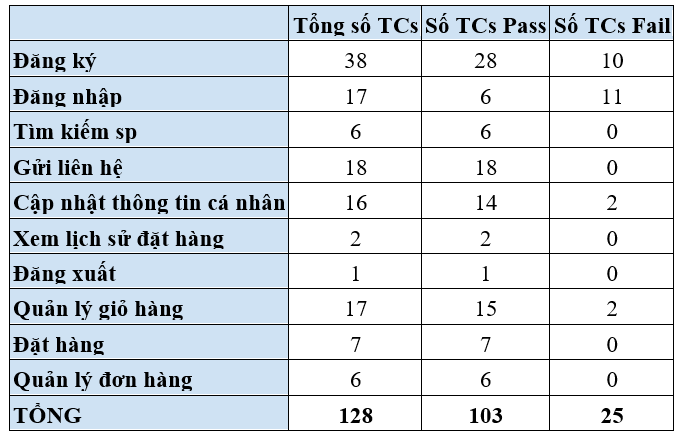 Tổng số TCs Số TCs Pass Số TCs Fail
Đăng ký 38 28 10
Đăng nhập 17 6 11
Tìm kiếm sp 6 6 0
Gửi liên hệ 18 18 0
Cập nhật thông tin cá nhân 16 14 2
Xem lịch sử đặt hàng 2 2 0
Đăng xuất 1 1 0
Quản lý giỏ hàng 17 15 2
Đặt hàng 7 7 0
Quản lý đơn hàng 6 6 0
TỔNG 128 103 25